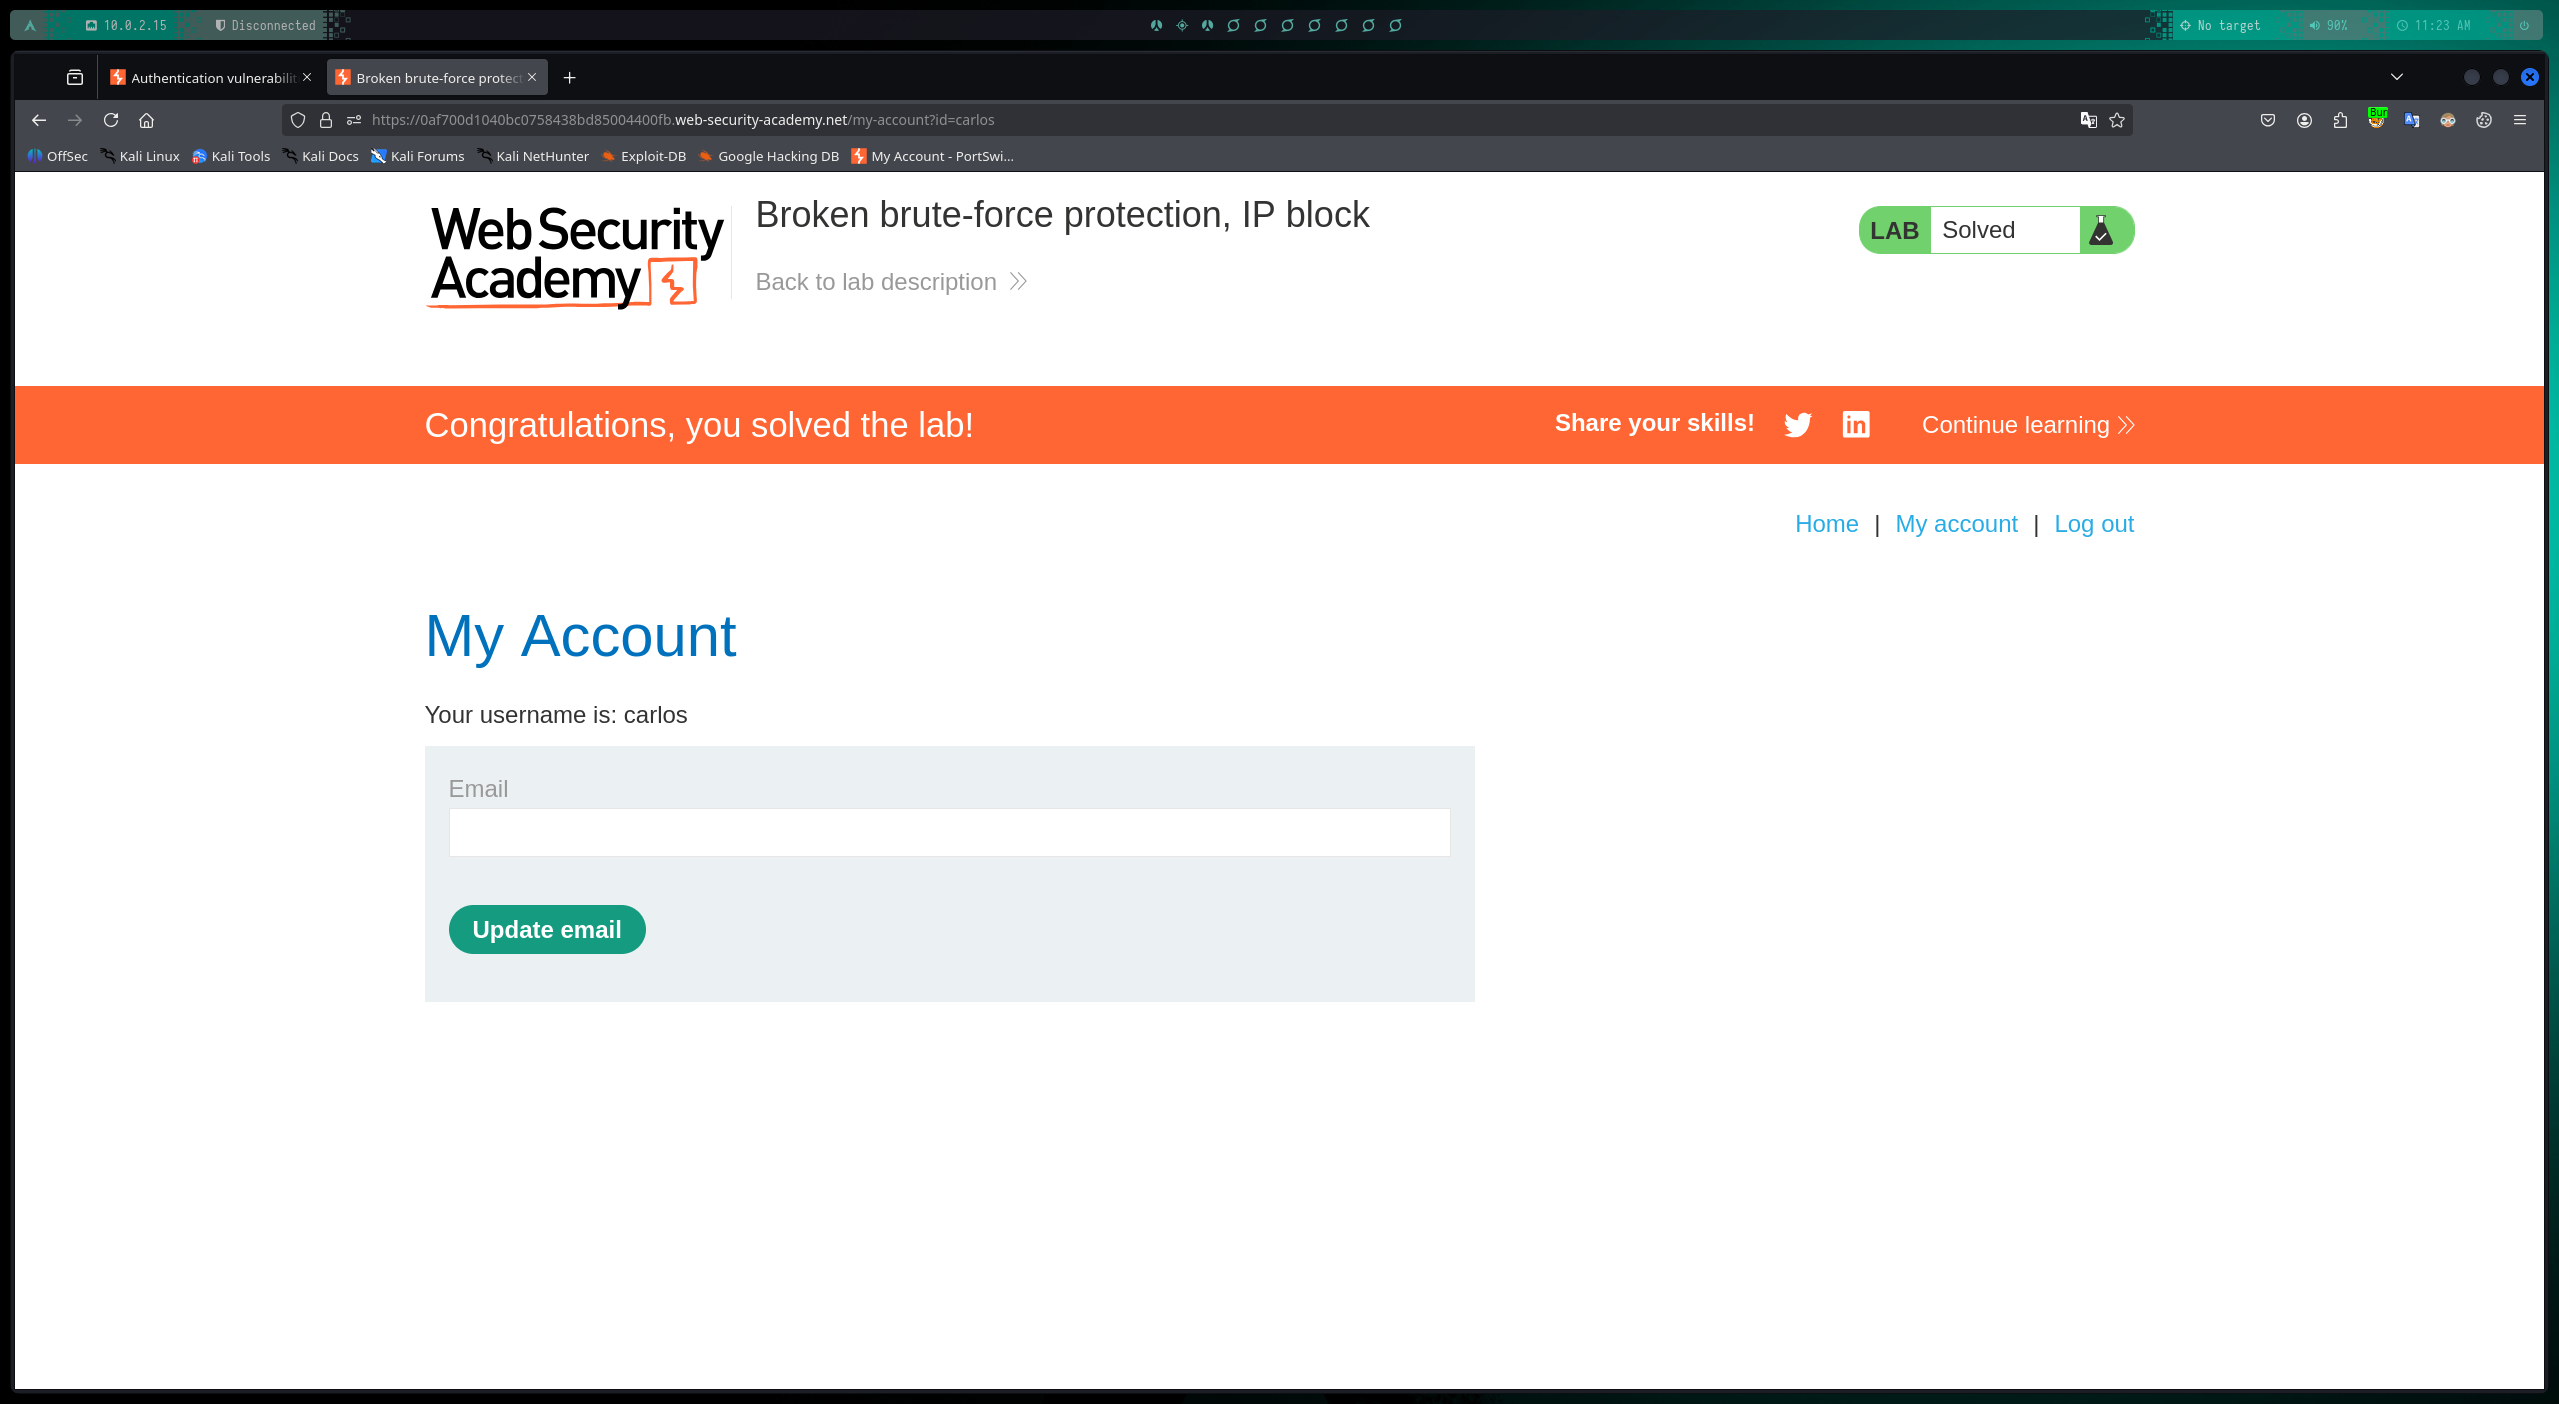 10.0.2.15 Disconnected No target 90% 11:23 AM
Authentication vulnerabilit Broken brute-force protect
https://0af700d1040bc0758438bd85004400fb.web-security-academy.net/my-account?id=carlos Bur
OffSec Kali Linux Kali Tools Kali Docs Kali Forums Kali NetHunter Exploit-DB Google Hacking DB My Account - PortSwi...
Web Security
Academy
Broken brute-force protection, IP block
LAB Solved
Back to lab description
Congratulations, you solved the lab! Share your skills! Continue learning
Home | My account | Log out
My Account
Your username is: carlos
Email
Update email